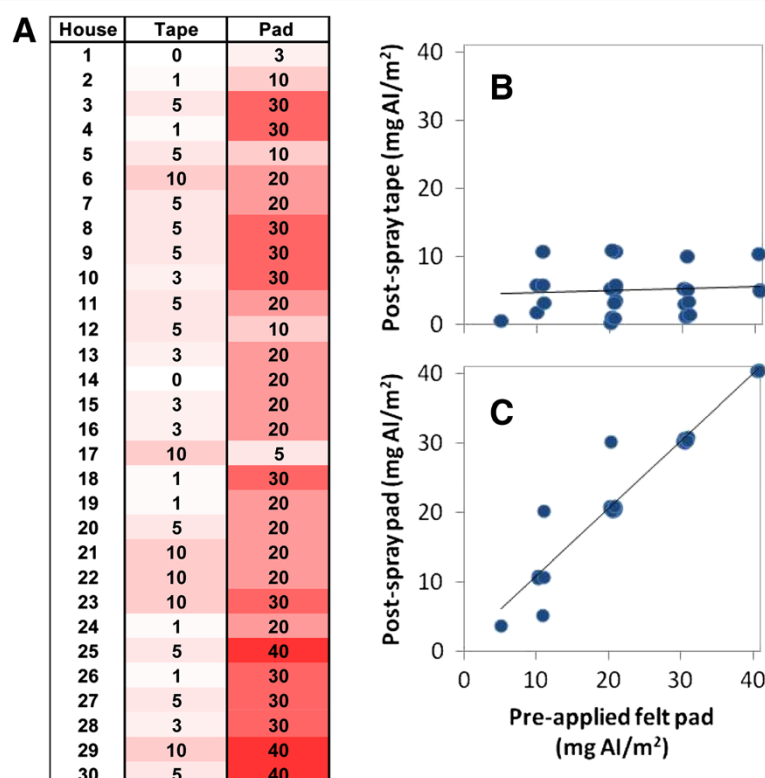 A
House Tape Pad
1 0 3
2 1 10
3 5 30
4 1 30
5 5 10
6 10 20
7 5 20
8 5 30
9 5 30
10 3 30
11 5 20
12 5 10
13 3 20
14 0 20
15 3 20
16 3 20
17 10 5
18 1 30
19 1 20
20 5 20
21 10 20
22 10 20
23 10 30
24 1 20
25 5 40
26 1 30
27 5 30
28 3 30
29 10 40
30 5 40
B
Post-spray tape (mg AI/m²)
40
30
20
10
0
C
Post-spray pad (mg AI/m²)
40
30
20
10
0
0 10 20 30 40
Pre-applied felt pad
(mg AI/m²)